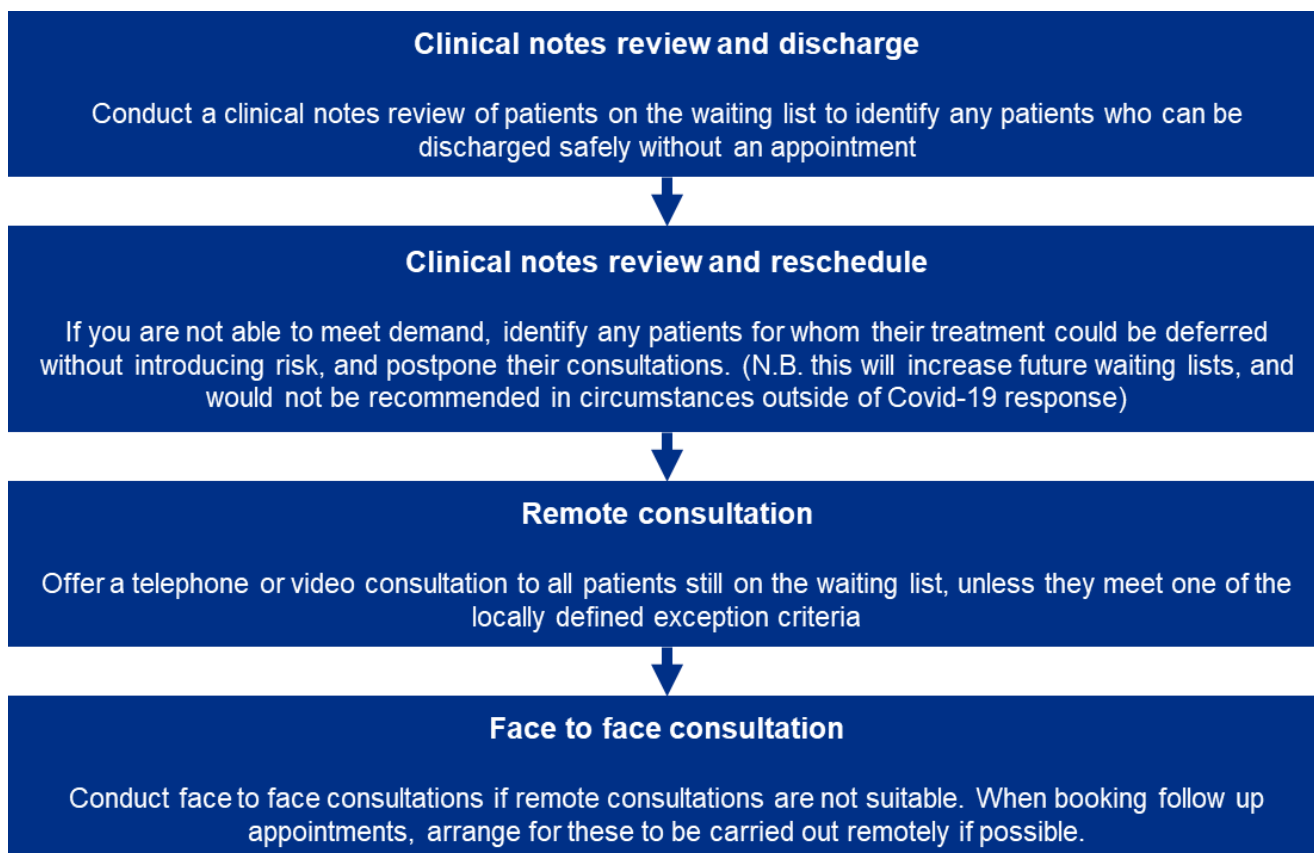 Clinical notes review and discharge
Conduct a clinical notes review of patients on the waiting list to identify any patients who can be
discharged safely without an appointment
Clinical notes review and reschedule
If you are not able to meet demand, identify any patients for whom their treatment could be deferred
without introducing risk, and postpone their consultations. (N.B. this will increase future waiting lists, and
would not be recommended in circumstances outside of Covid-19 response)
Remote consultation
Offer a telephone or video consultation to all patients still on the waiting list, unless they meet one of the
locally defined exception criteria
Face to face consultation
Conduct face to face consultations if remote consultations are not suitable. When booking follow up
appointments, arrange for these to be carried out remotely if possible.